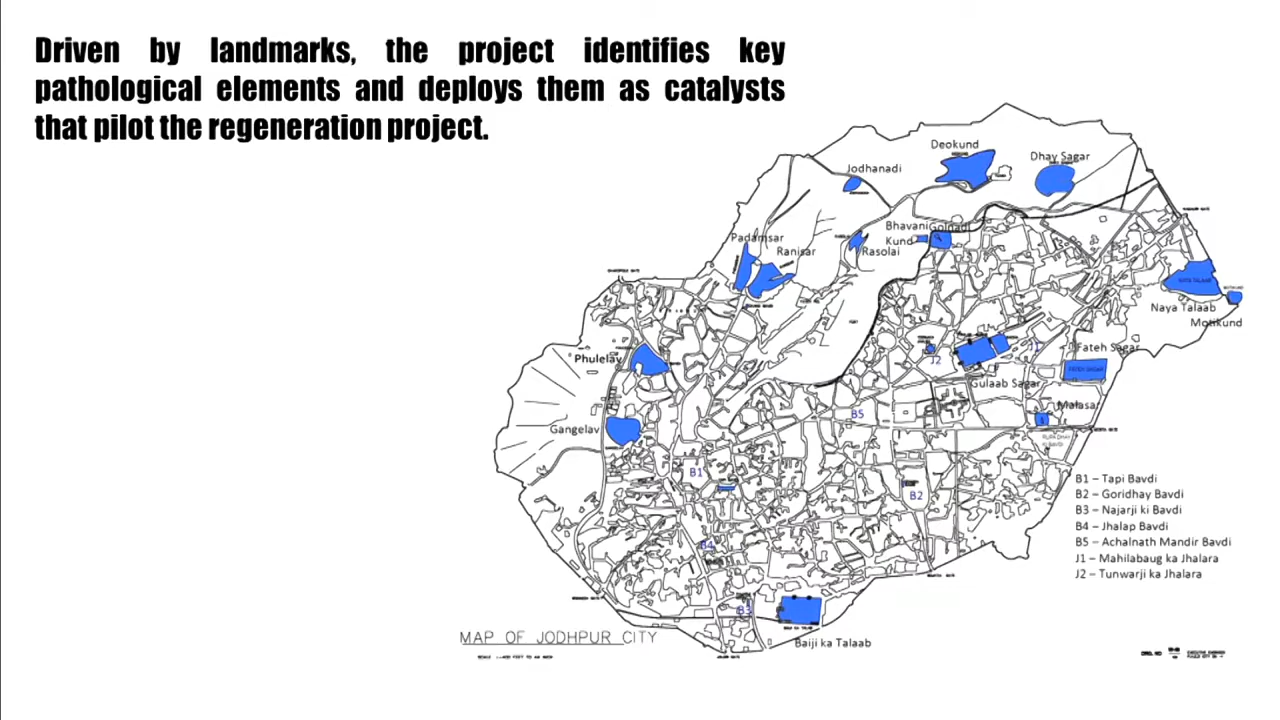 Driven by landmarks, the project identifies key
pathological elements and deploys them as catalysts
that pilot the regeneration project.
Deokund
Dhay Sagar
Jodhanadi
Bhavani
Kund
Golnadi
Padamsar
Ranisar
Rasolai
Naya Talaab
Motikund
Phulelav
J2
J1
Fateh Sagar
FATEH SAGAR
Gulaab Sagar
Malasar
B5
Gangelav
B1
B2
B4
B3
B1 – Tapi Bavdi
B2 – Goridhay Bavdi
B3 – Najarji ki Bavdi
B4 – Jhalap Bavdi
B5 – Achalnath Mandir Bavdi
J1 – Mahilabaug ka Jhalara
J2 – Tunwarji ka Jhalara
MAP OF JODHPUR CITY
Baiji ka Talaab